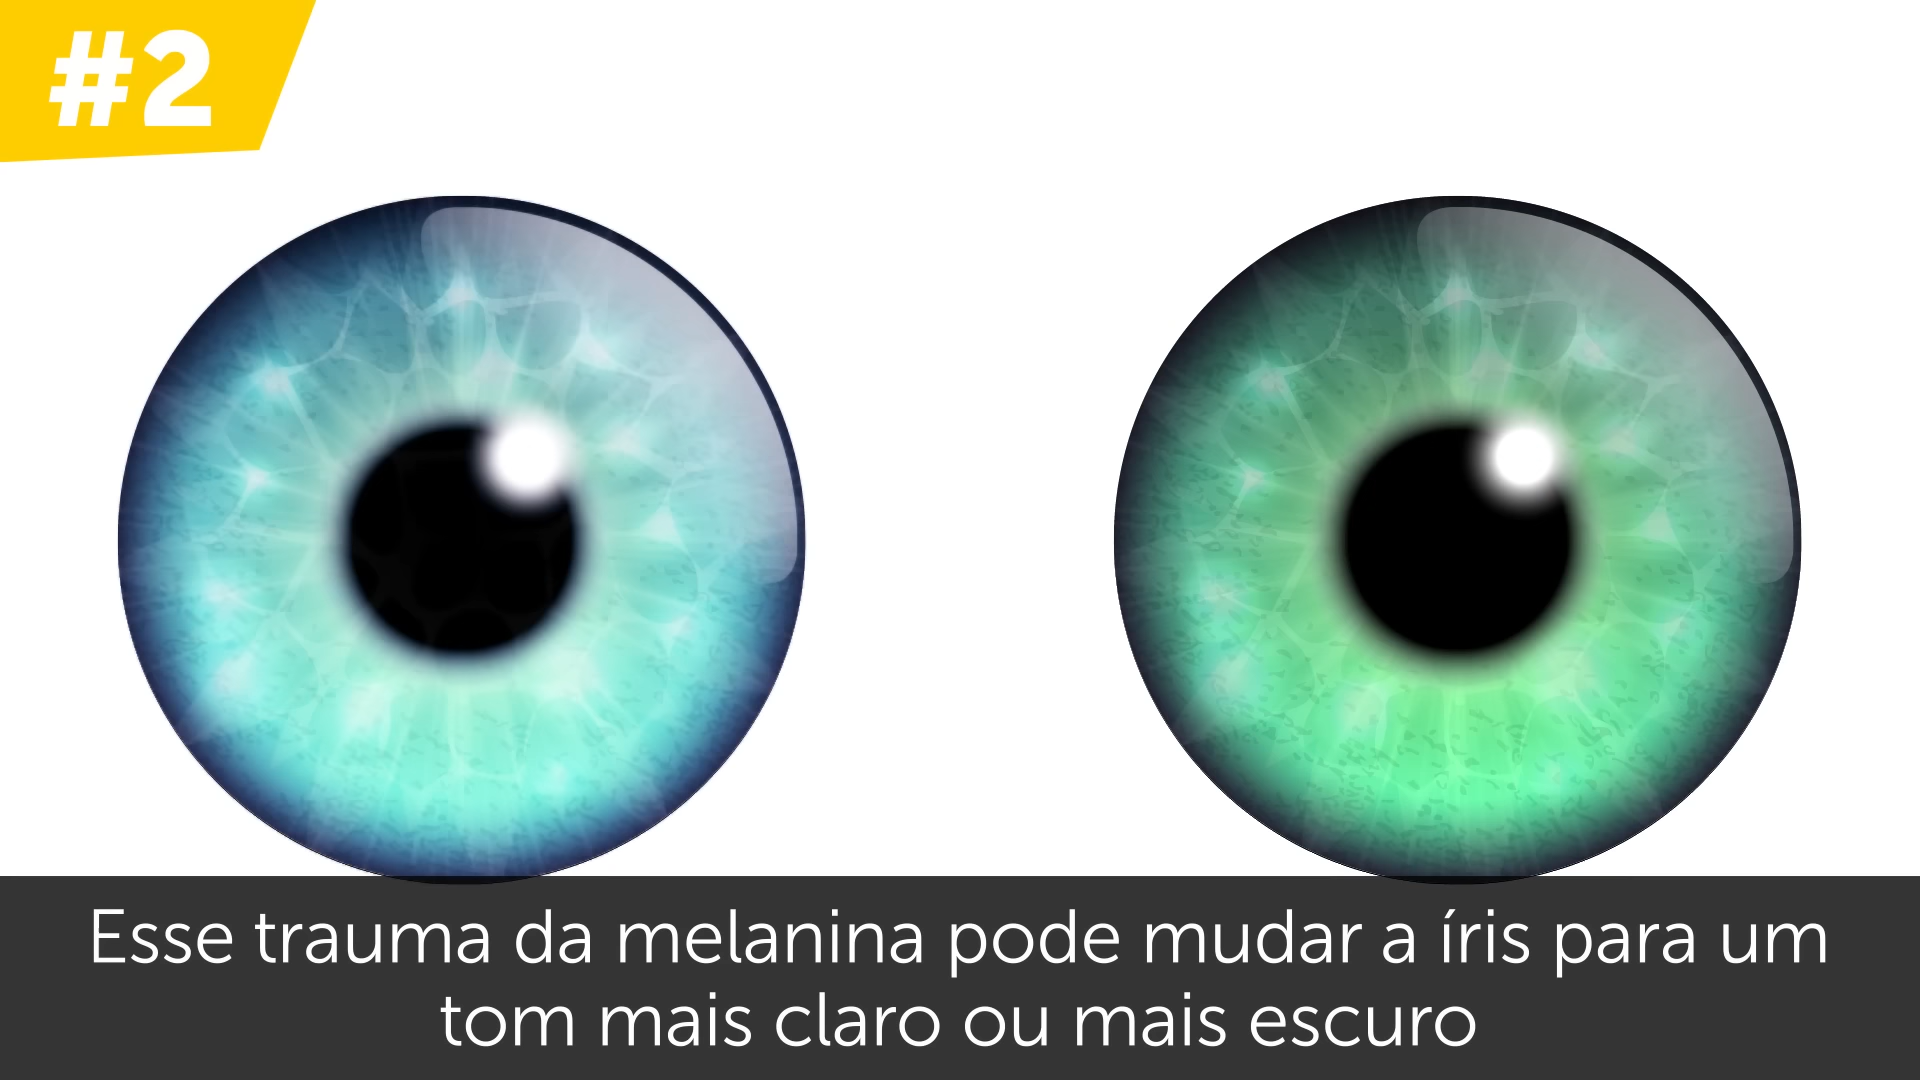 #2
Esse trauma da melanina pode mudar a íris para um
tom mais claro ou mais escuro